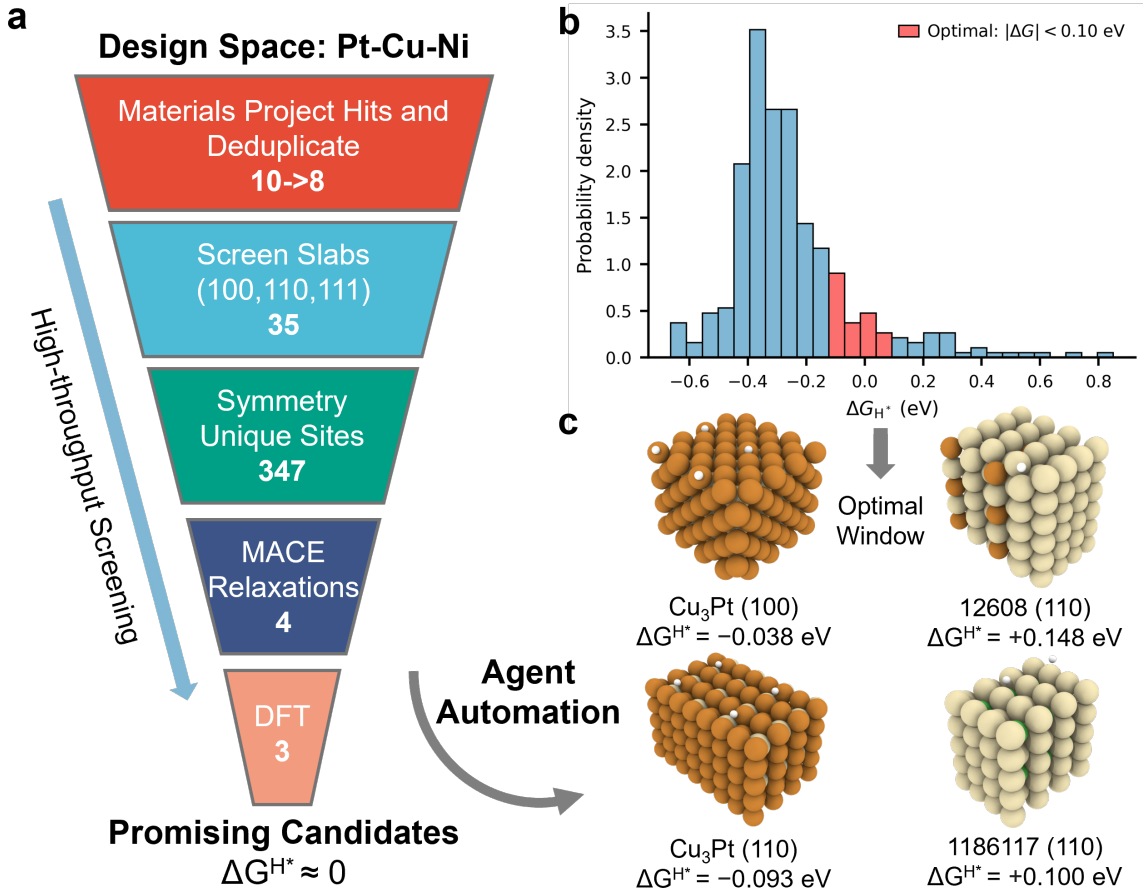 a
Design Space: Pt-Cu-Ni
Materials Project Hits and
Deduplicate
10->8
Screen Slabs
(100,110,111)
35
Symmetry
Unique Sites
347
MACE
Relaxations
4
DFT
3
High-throughput Screening
Promising Candidates
ΔG^H* ≈ 0
Agent
Automation
b
Optimal: |ΔG| < 0.10 eV
Probability density
3.5
3.0
2.5
2.0
1.5
1.0
0.5
0.0
−0.6 −0.4 −0.2 0.0 0.2 0.4 0.6 0.8
ΔG_H* (eV)
c
Optimal
Window
Cu₃Pt (100)
ΔG^H* = −0.038 eV
12608 (110)
ΔG^H* = +0.148 eV
Cu₃Pt (110)
ΔG^H* = −0.093 eV
1186117 (110)
ΔG^H* = +0.100 eV